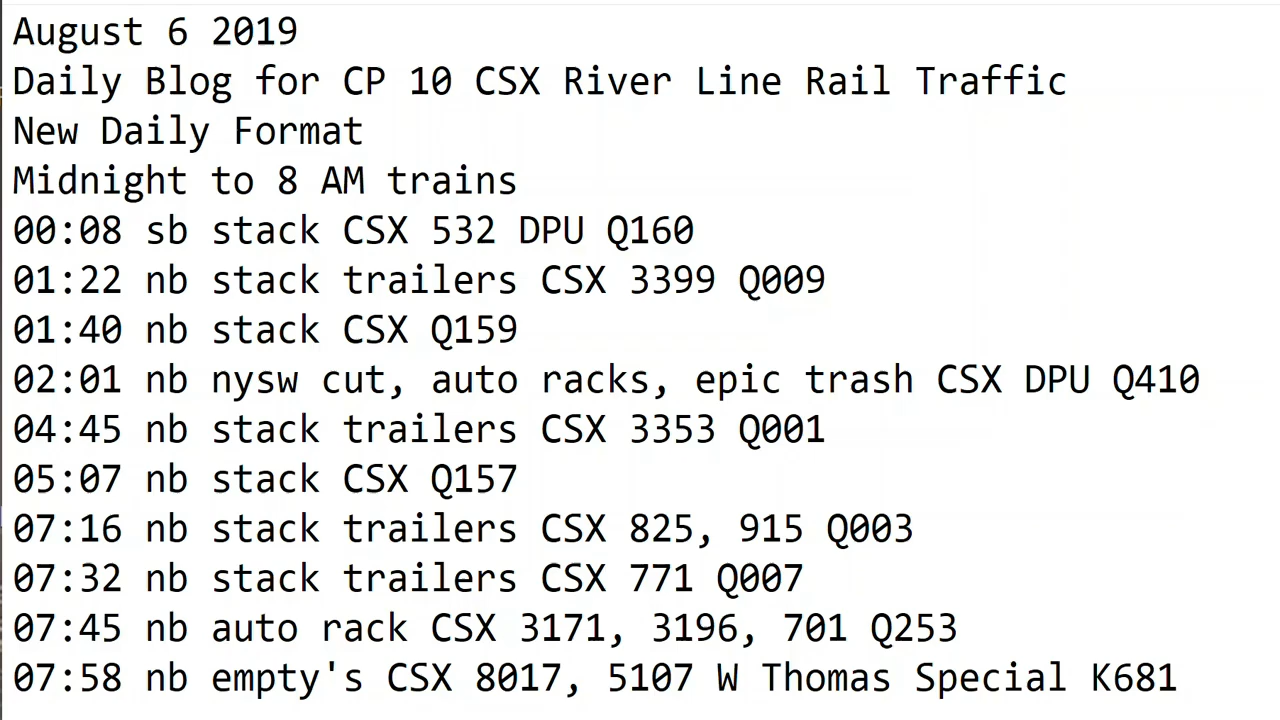 August 6 2019
Daily Blog for CP 10 CSX River Line Rail Traffic
New Daily Format
Midnight to 8 AM trains
00:08 sb stack CSX 532 DPU Q160
01:22 nb stack trailers CSX 3399 Q009
01:40 nb stack CSX Q159
02:01 nb nysw cut, auto racks, epic trash CSX DPU Q410
04:45 nb stack trailers CSX 3353 Q001
05:07 nb stack CSX Q157
07:16 nb stack trailers CSX 825, 915 Q003
07:32 nb stack trailers CSX 771 Q007
07:45 nb auto rack CSX 3171, 3196, 701 Q253
07:58 nb empty's CSX 8017, 5107 W Thomas Special K681